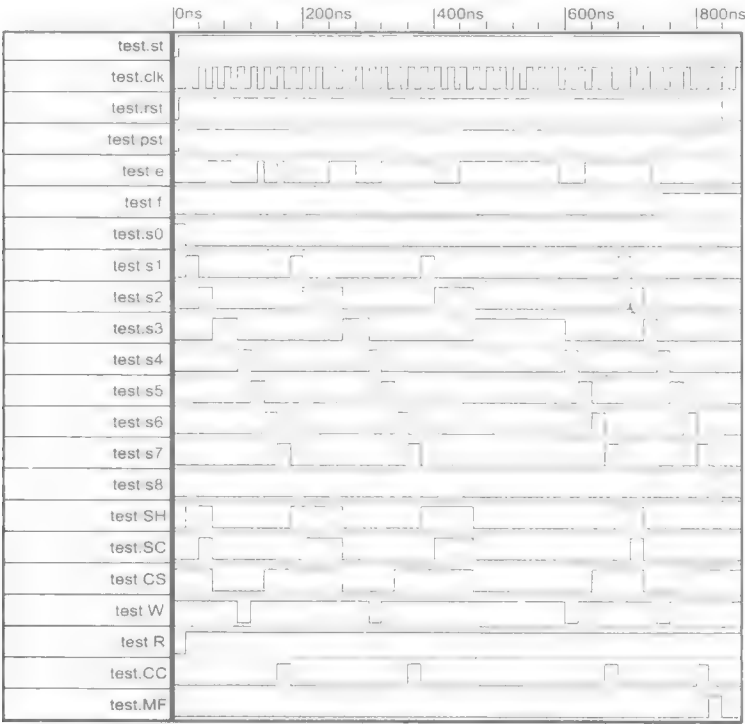 0ns 200ns 400ns 600ns 800ns
test.st
test.clk
test.rst
test pst
test e
test f
test.s0
test s1
test s2
test.s3
test s4
test s5
test s6
test s7
test s8
test SH
test.SC
test CS
test W
test R
test.CC
test.MF